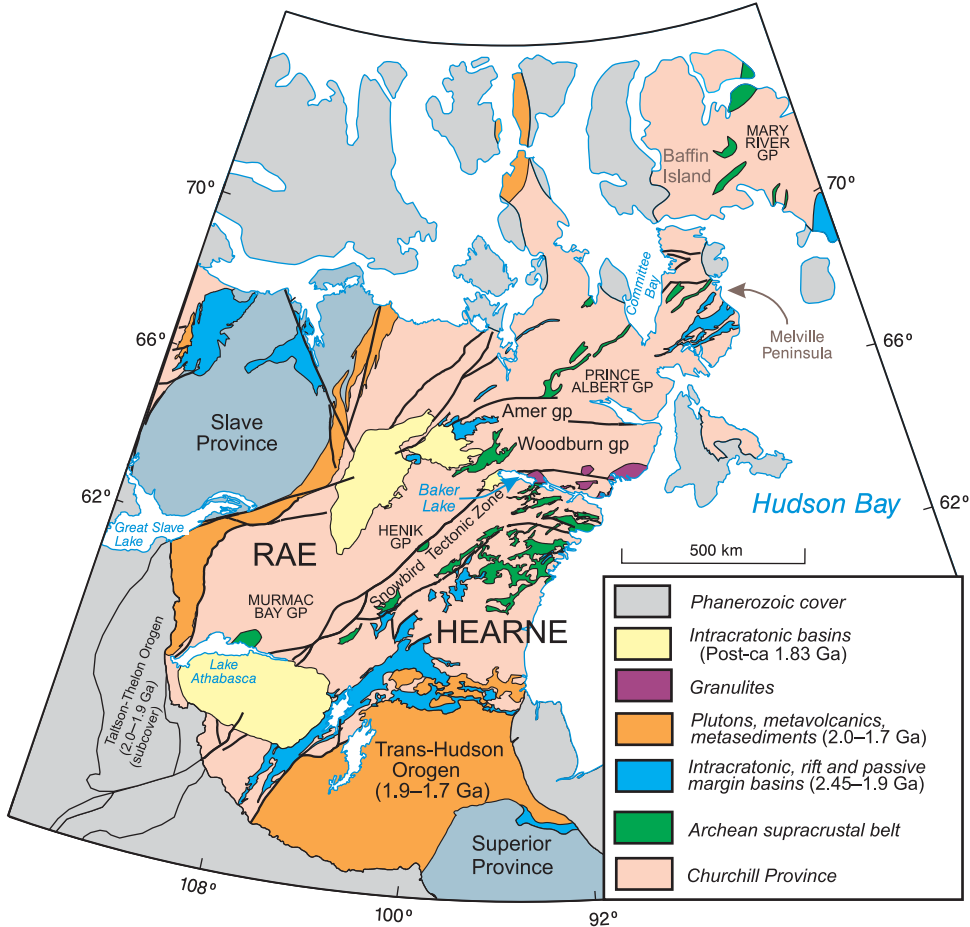 MARY
RIVER
GP
Baffin
Island
70°
70°
Committee
Bay
Melville
Peninsula
66°
66°
PRINCE
ALBERT GP
Slave
Province
Amer gp
Woodburn gp
62°
62°
Baker
Lake
Hudson Bay
Great Slave
Lake
HENIK
GP
Snowbird Tectonic Zone
RAE
500 km
MURMAC
BAY GP
HEARNE
Lake
Athabasca
Taltson-Thelon Orogen
(2.0–1.9 Ga)
(subcover)
Trans-Hudson
Orogen
(1.9–1.7 Ga)
Superior
Province
108°
100°
92°
Phanerozoic cover
Intracratonic basins
(Post-ca 1.83 Ga)
Granulites
Plutons, metavolcanics,
metasediments (2.0–1.7 Ga)
Intracratonic, rift and passive
margin basins (2.45–1.9 Ga)
Archean supracrustal belt
Churchill Province